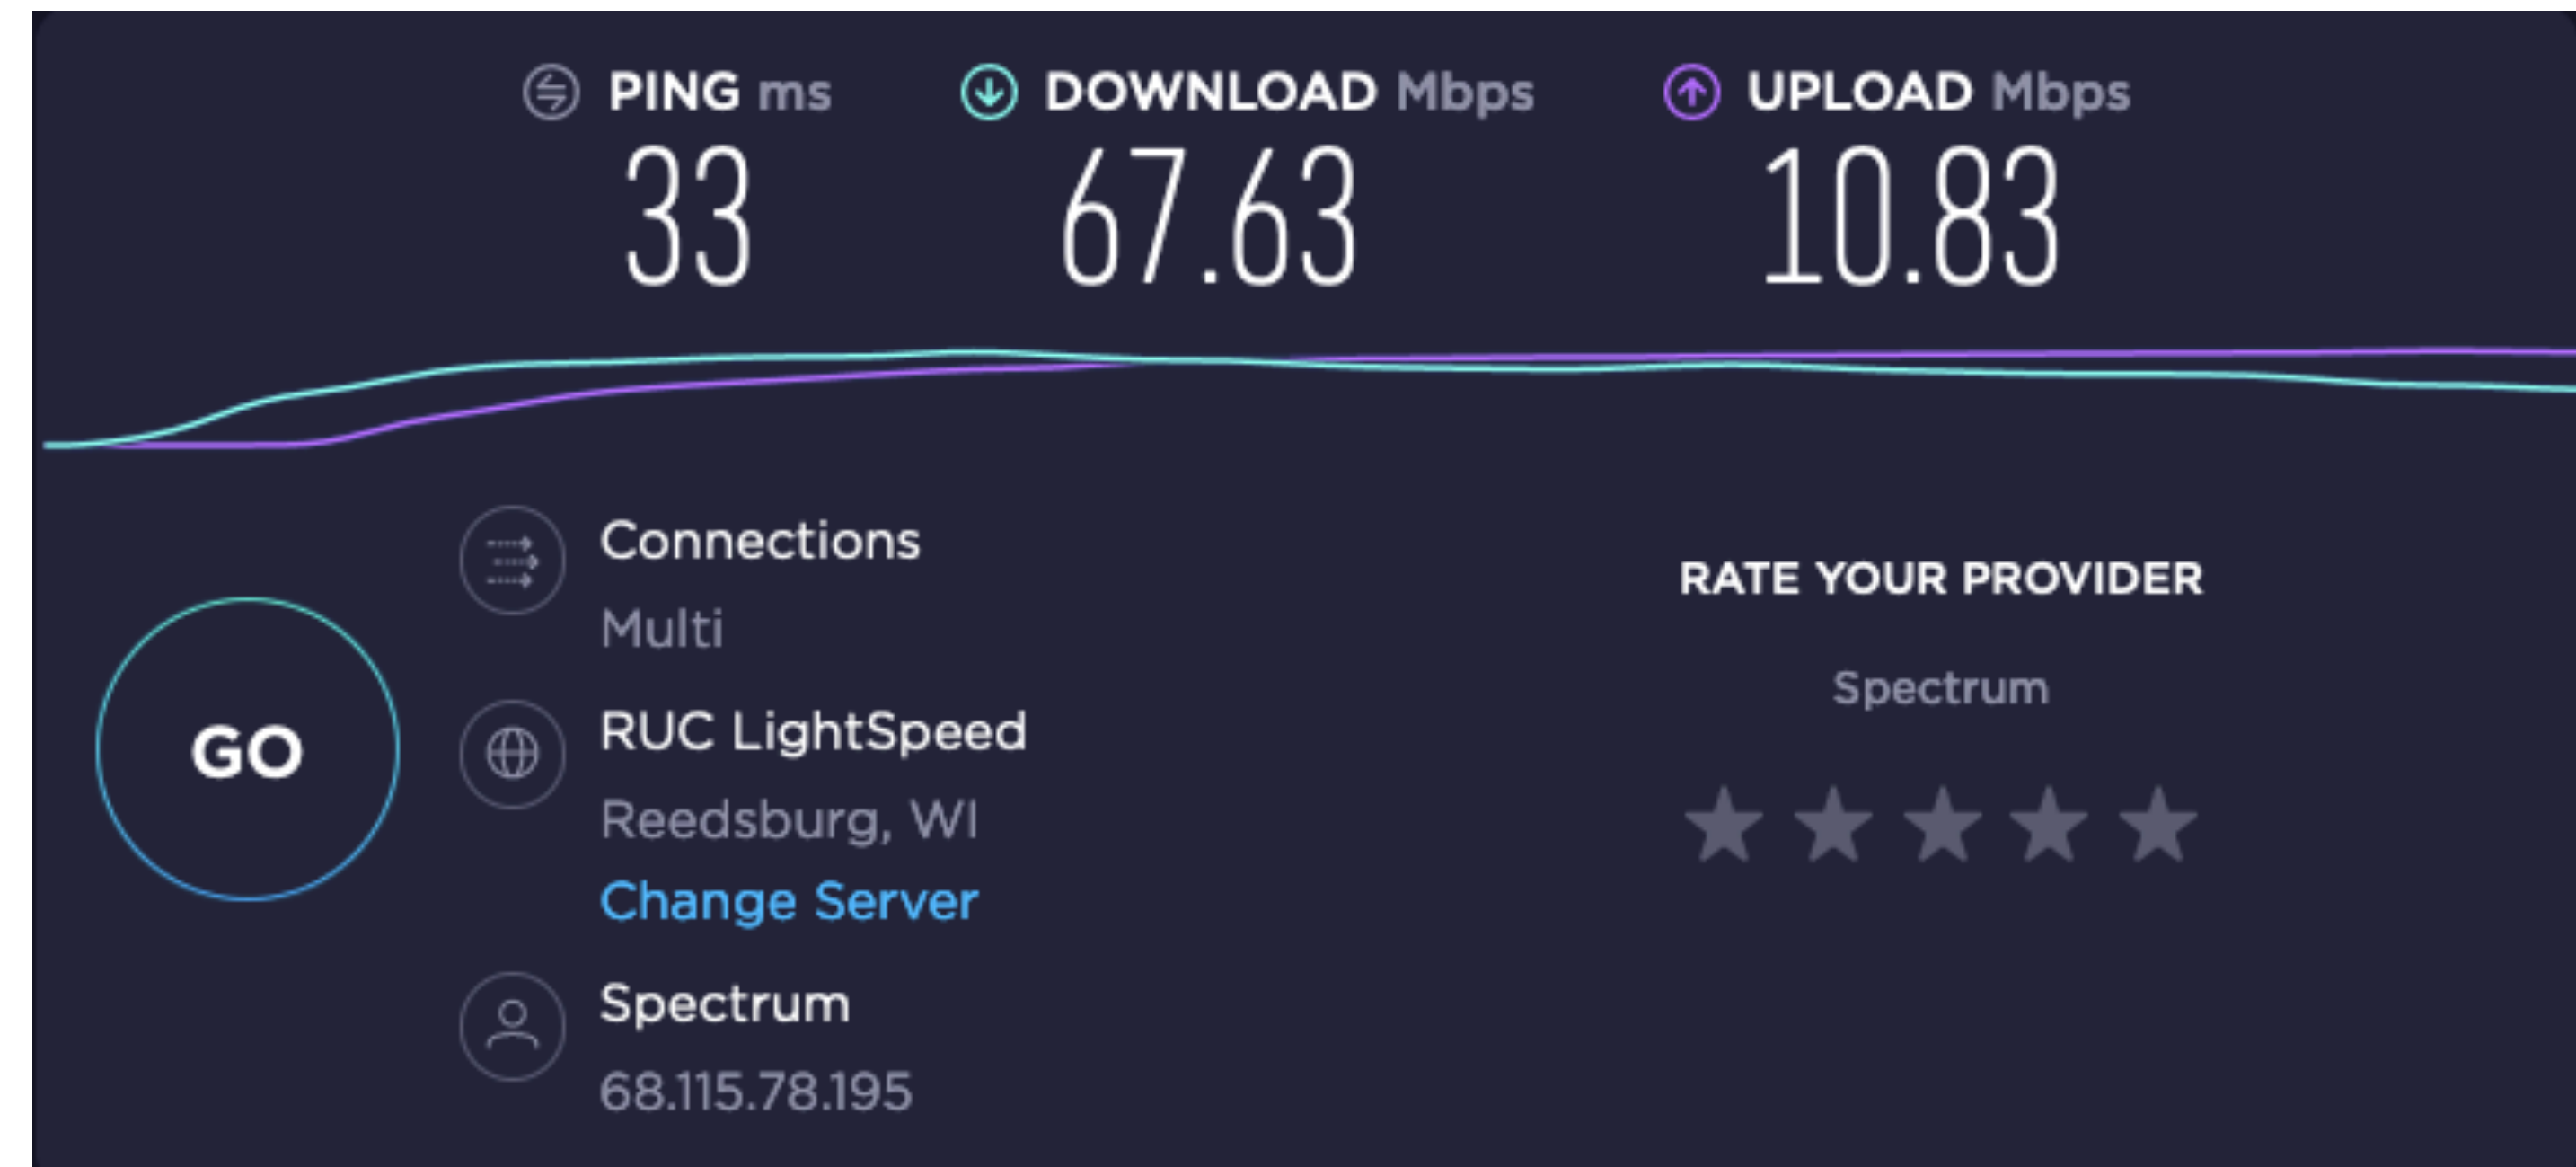 PING ms
33
DOWNLOAD Mbps
67.63
UPLOAD Mbps
10.83
GO
Connections
Multi
RUC LightSpeed
Reedsburg, WI
Change Server
Spectrum
68.115.78.195
RATE YOUR PROVIDER
Spectrum